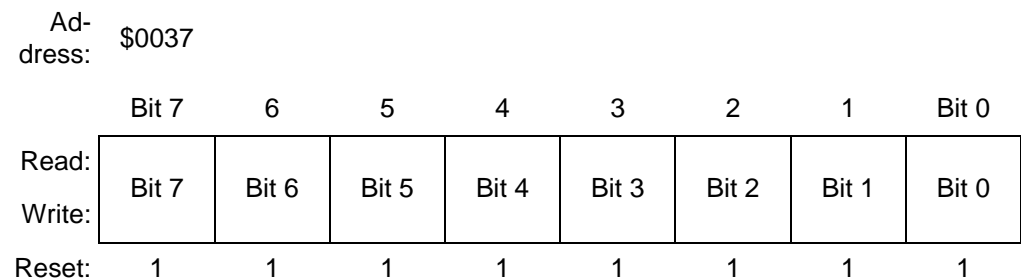 Ad-
dress: $0037
Bit 7 6 5 4 3 2 1 Bit 0
Read:
Bit 7 Bit 6 Bit 5 Bit 4 Bit 3 Bit 2 Bit 1 Bit 0
Write:
Reset: 1 1 1 1 1 1 1 1